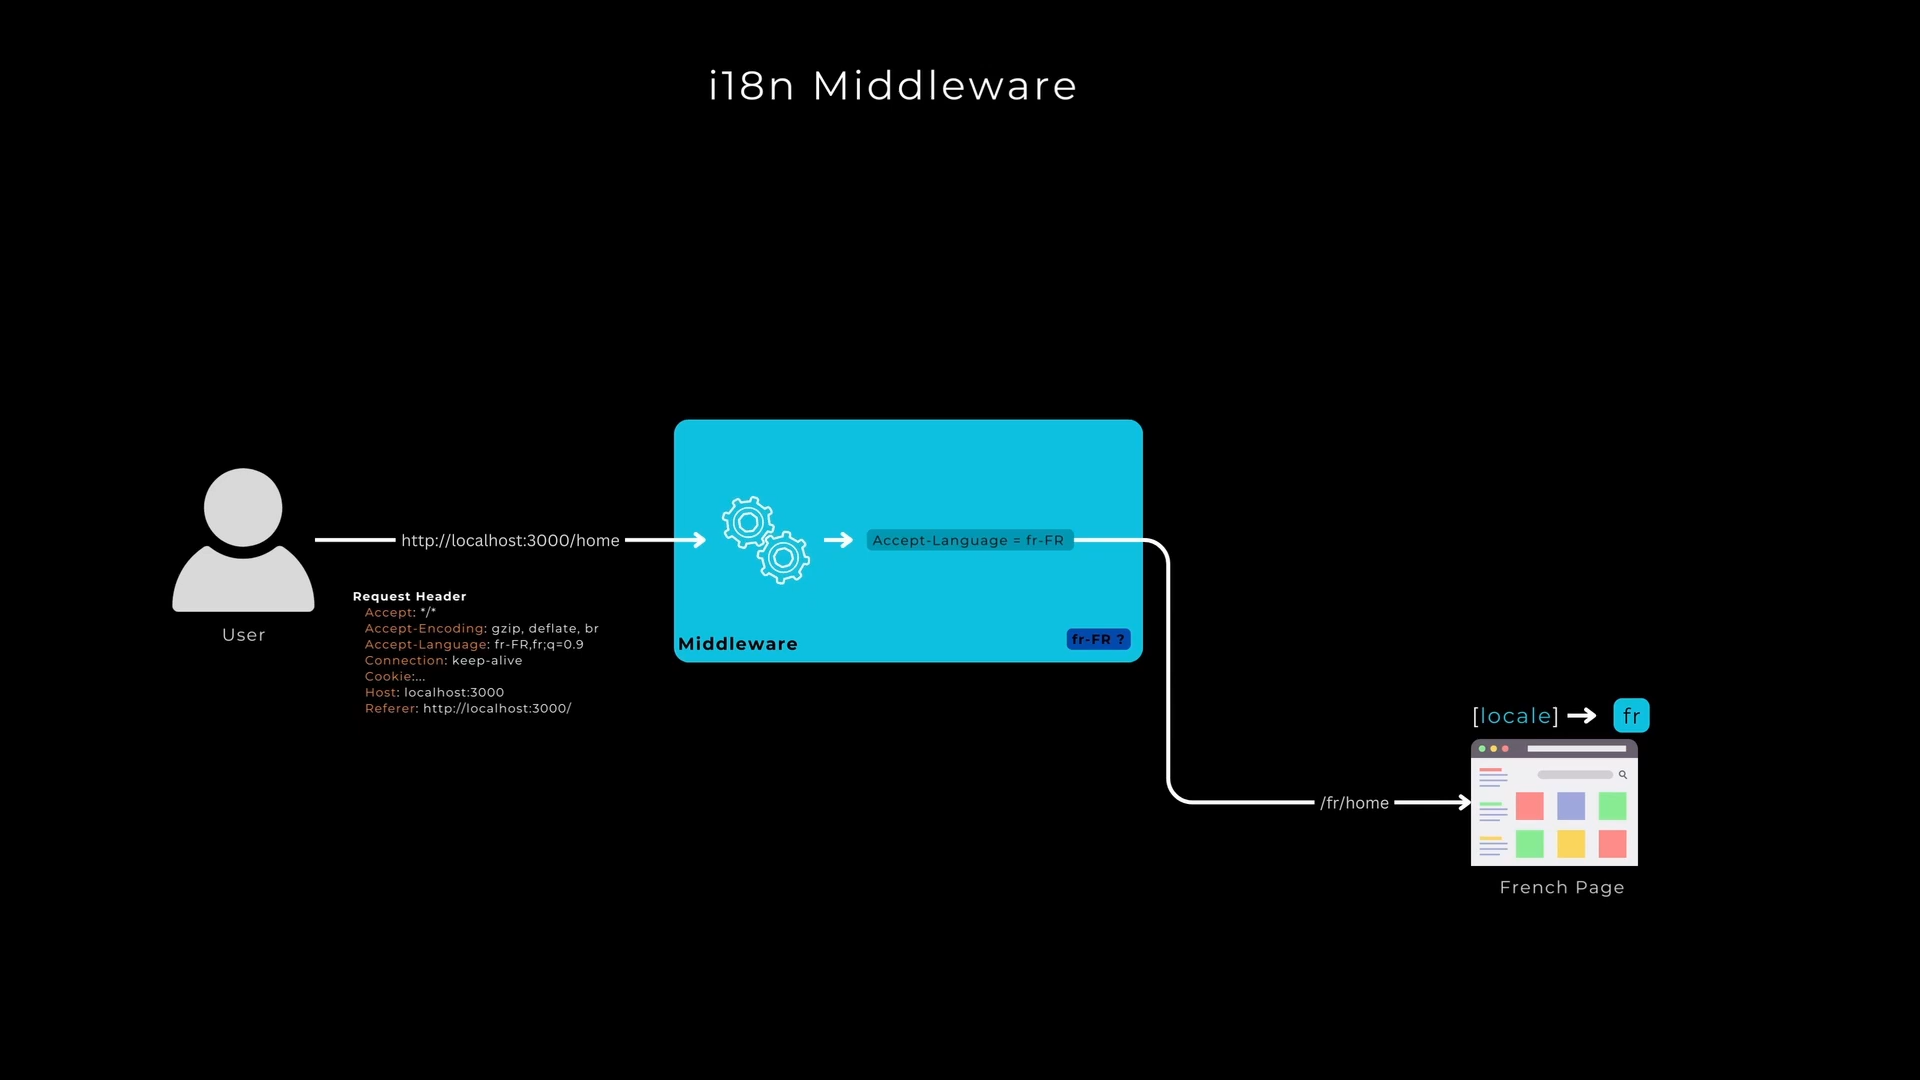 i18n Middleware
http://localhost:3000/home
User
Request Header
Accept: */*
Accept-Encoding: gzip, deflate, br
Accept-Language: fr-FR,fr;q=0.9
Connection: keep-alive
Cookie:...
Host: localhost:3000
Referer: http://localhost:3000/
Accept-Language = fr-FR
Middleware
fr-FR ?
/fr/home
[locale]
fr
French Page